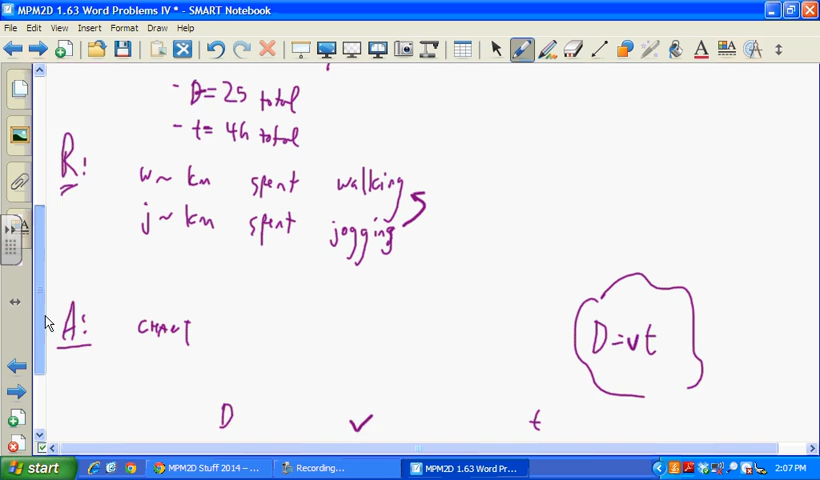 MPM2D 1.63 Word Problems IV * - SMART Notebook
File Edit View Insert Format Draw Help
- D=25 total
- t= 4h total
R:
w~ km spent walking
j~ km spent jogging
A: CHART
D=vt
D v t
start
MPM2D Stuff 2014 – ...
Recording...
MPM2D 1.63 Word Pr...
2:07 PM